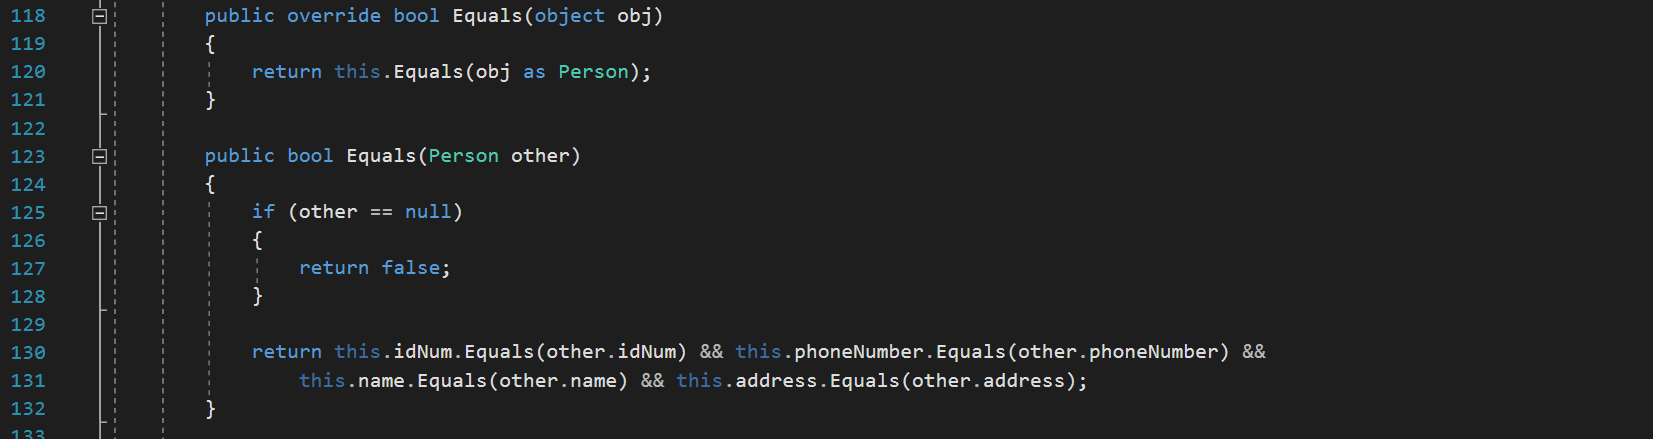 118 public override bool Equals(object obj)
119 {
120 return this.Equals(obj as Person);
121 }
122
123 public bool Equals(Person other)
124 {
125 if (other == null)
126 {
127 return false;
128 }
129
130 return this.idNum.Equals(other.idNum) && this.phoneNumber.Equals(other.phoneNumber) &&
131 this.name.Equals(other.name) && this.address.Equals(other.address);
132 }
133